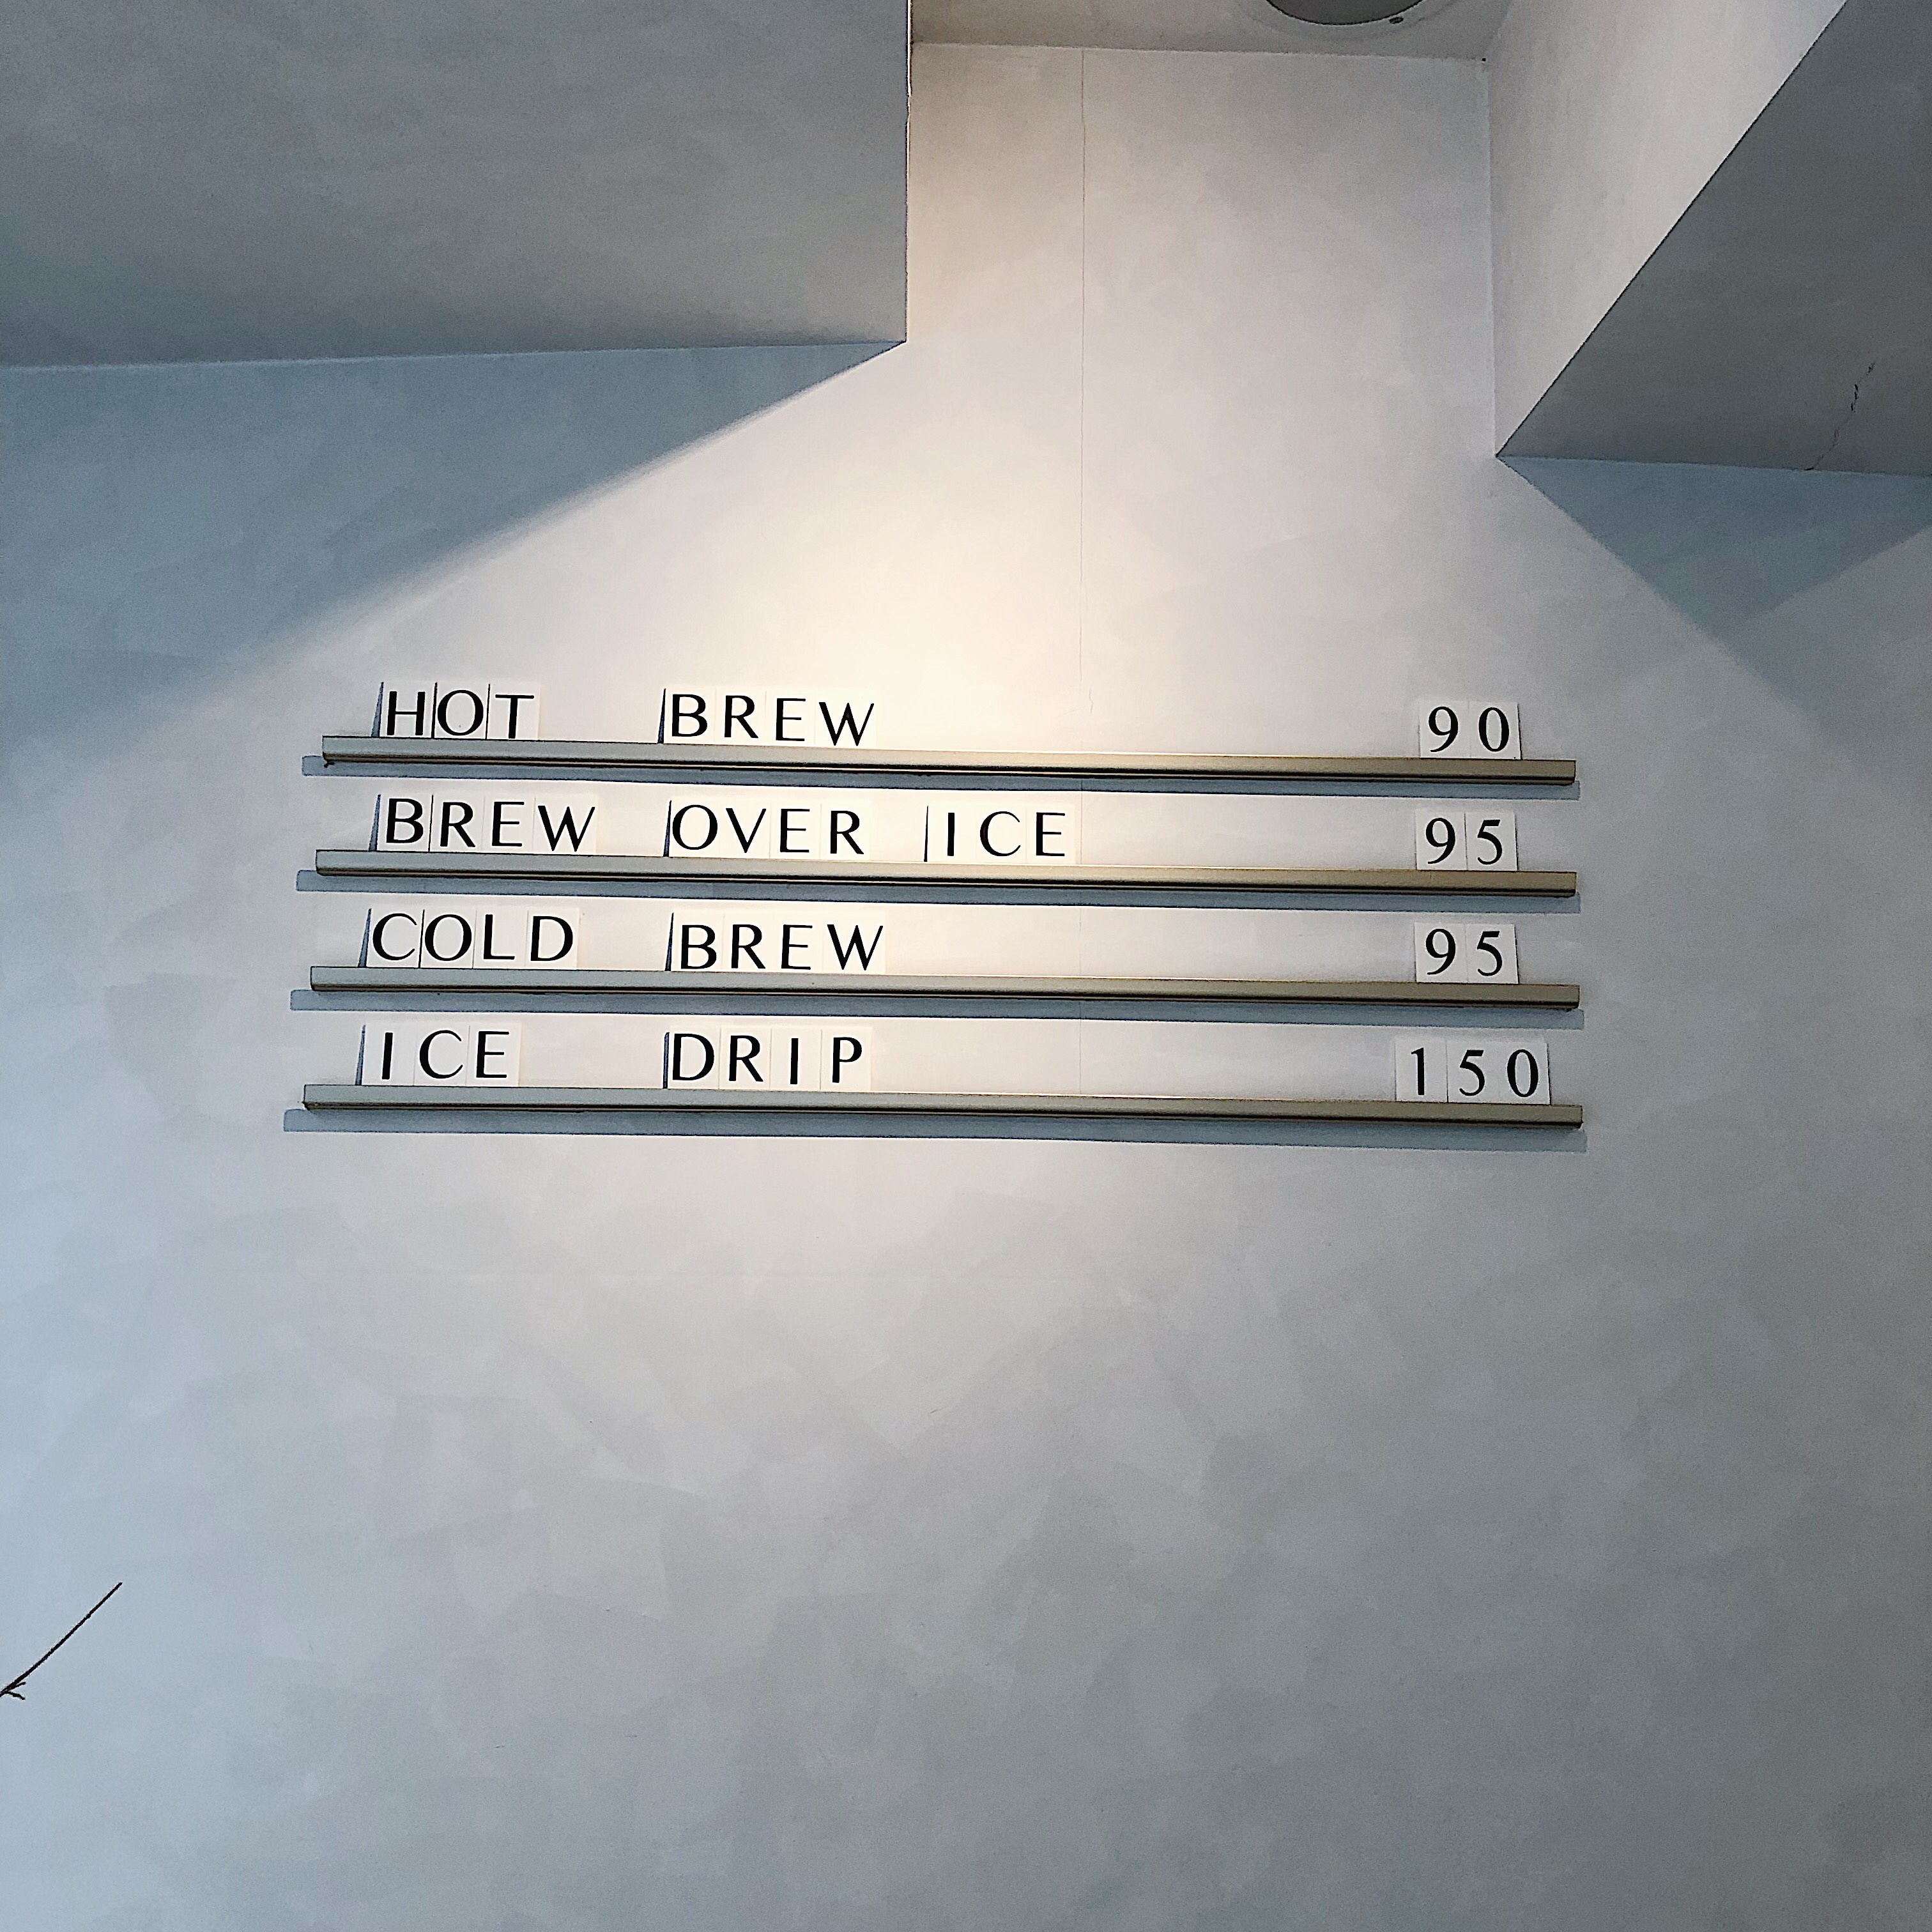 HOT BREW 90
BREW OVER ICE 95
COLD BREW 95
ICE DRIP 150